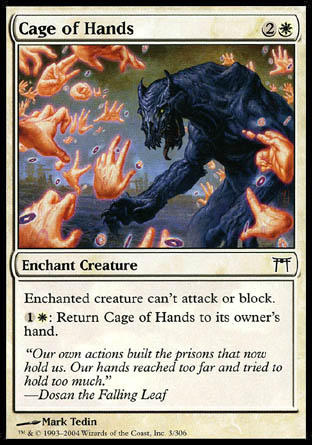 Cage of Hands 2
Enchant Creature
Enchanted creature can't attack or block.
1 : Return Cage of Hands to its owner's
hand.
"Our own actions built the prisons that now
hold us. Our hands reached too far and tried to
hold too much."
—Dosan the Falling Leaf
Mark Tedin
™ & © 1993–2004 Wizards of the Coast, Inc. 3/306